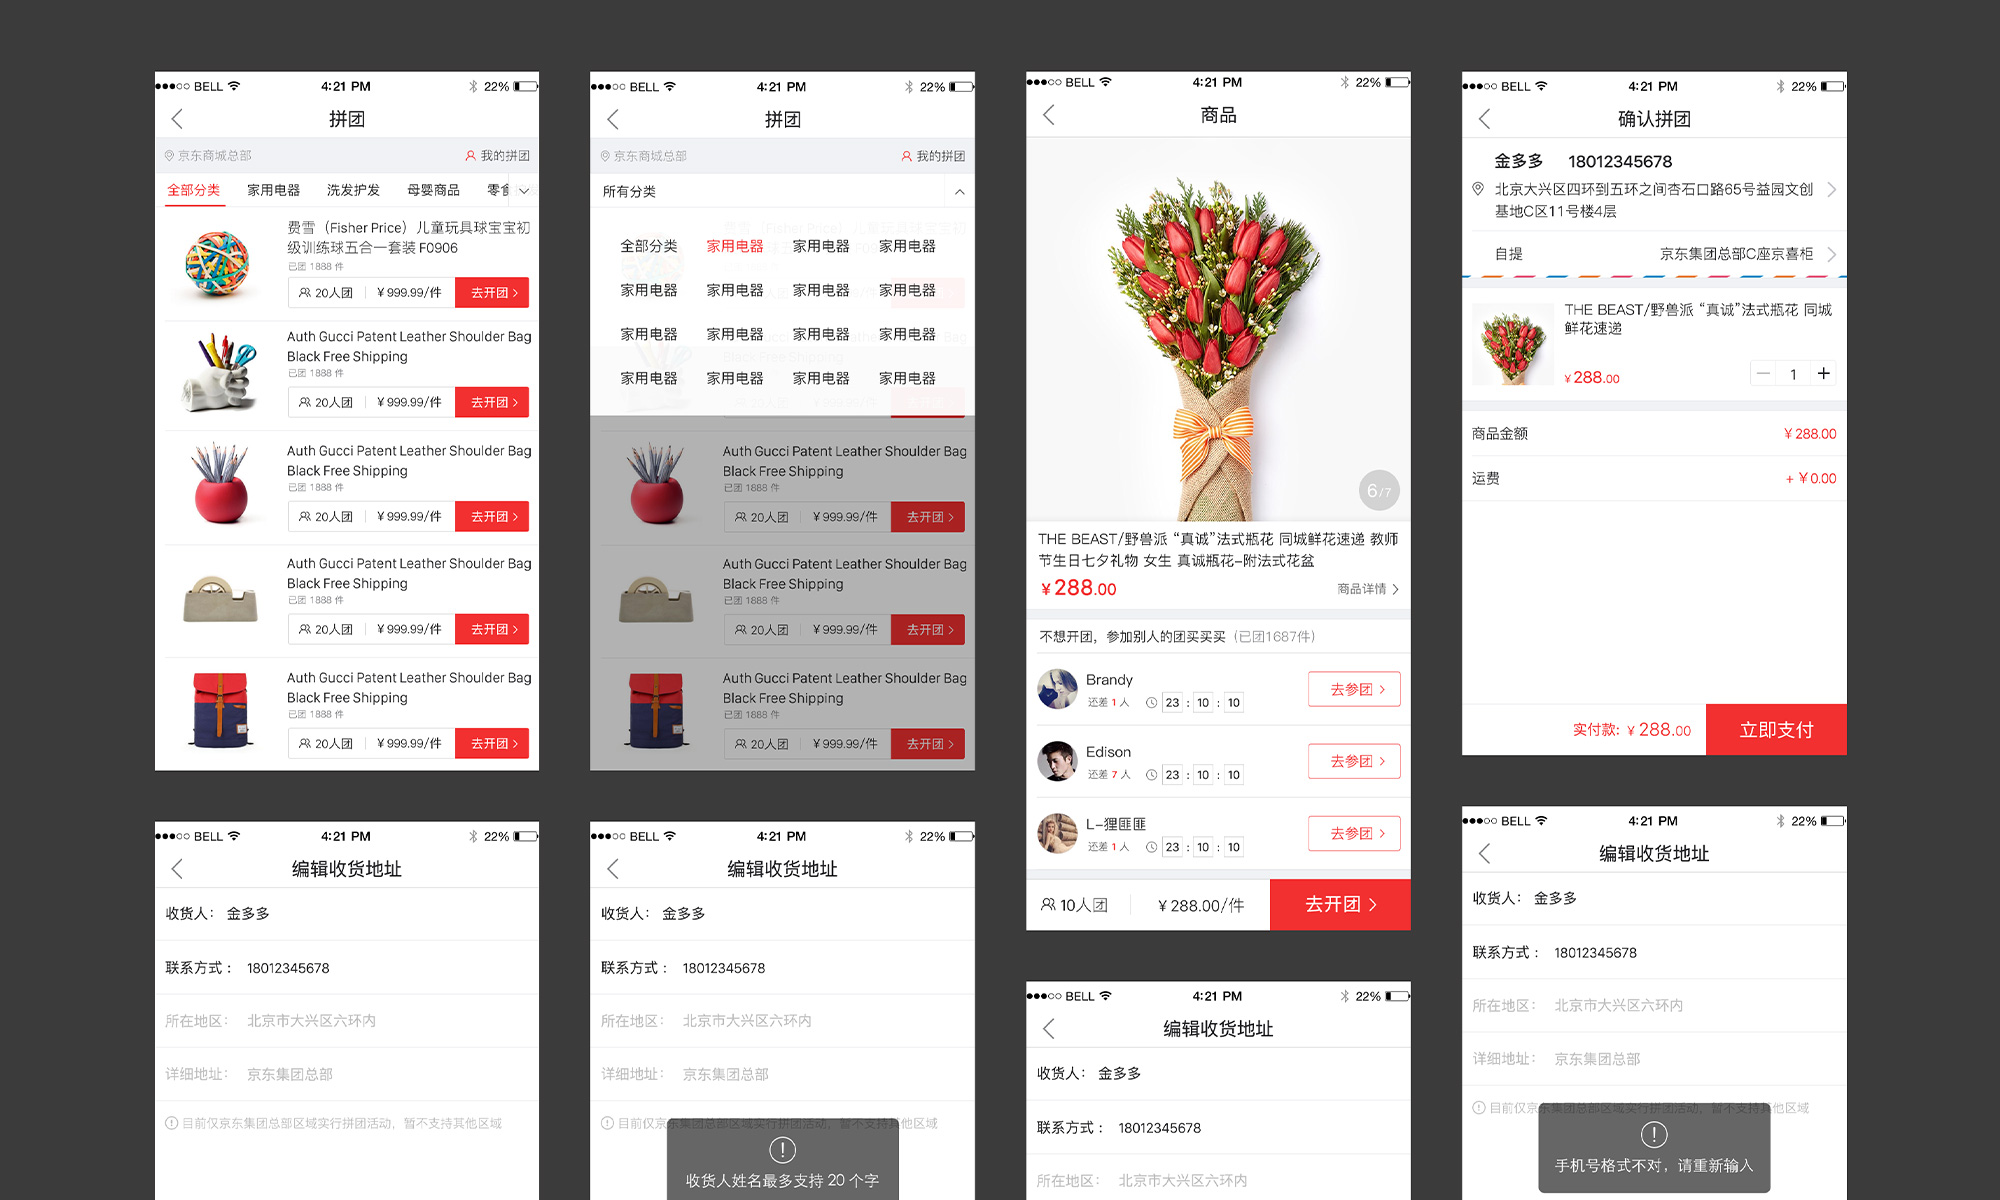 BELL 4:21 PM 22%
拼团
京东商城总部 我的拼团
全部分类 家用电器 洗发护发 母婴商品 零食
费雪（Fisher Price）儿童玩具球宝宝初
级训练球五合一套装 F0906
已团 1888 件
20人团 ¥ 999.99/件 去开团
Auth Gucci Patent Leather Shoulder Bag
Black Free Shipping
已团 1888 件
20人团 ¥ 999.99/件 去开团
Auth Gucci Patent Leather Shoulder Bag
Black Free Shipping
已团 1888 件
20人团 ¥ 999.99/件 去开团
Auth Gucci Patent Leather Shoulder Bag
Black Free Shipping
已团 1888 件
20人团 ¥ 999.99/件 去开团
Auth Gucci Patent Leather Shoulder Bag
Black Free Shipping
已团 1888 件
20人团 ¥ 999.99/件 去开团
BELL 4:21 PM 22%
拼团
京东商城总部 我的拼团
所有分类
全部分类 家用电器 家用电器 家用电器
家用电器 家用电器 家用电器 家用电器
家用电器 家用电器 家用电器 家用电器
家用电器 家用电器 家用电器 家用电器
Auth Gucci Patent Leather Shoulder Bag
Black Free Shipping
已团 1888 件
20人团 ¥ 999.99/件 去开团
Auth Gucci Patent Leather Shoulder Bag
Black Free Shipping
已团 1888 件
20人团 ¥ 999.99/件 去开团
Auth Gucci Patent Leather Shoulder Bag
Black Free Shipping
已团 1888 件
20人团 ¥ 999.99/件 去开团
BELL 4:21 PM 22%
商品
6/7
THE BEAST/野兽派 “真诚”法式瓶花 同城鲜花速递 教师
节生日七夕礼物 女生 真诚瓶花–附法式花盆
¥ 288.00 商品详情
不想开团，参加别人的团买买买（已团1687件）
Brandy
还差 1 人 23 : 10 : 10 去参团
Edison
还差 7 人 23 : 10 : 10 去参团
L–狸匪匪
还差 1 人 23 : 10 : 10 去参团
10人团 ¥ 288.00/件 去开团
BELL 4:21 PM 22%
确认拼团
金多多 18012345678
北京大兴区四环到五环之间杏石口路65号益园文创
基地C区11号楼4层
自提 京东集团总部C座京喜柜
THE BEAST/野兽派 “真诚”法式瓶花 同城
鲜花速递
¥ 288.00 — 1 +
商品金额 ¥ 288.00
运费 + ¥ 0.00
实付款: ¥ 288.00 立即支付
BELL 4:21 PM 22%
编辑收货地址
收货人： 金多多
联系方式： 18012345678
所在地区： 北京市大兴区六环内
详细地址： 京东集团总部
目前仅京东集团总部区域实行拼团活动，暂不支持其他区域
BELL 4:21 PM 22%
编辑收货地址
收货人： 金多多
联系方式： 18012345678
所在地区： 北京市大兴区六环内
详细地址： 京东集团总部
目前仅京东集团总部区域实行拼团活动，暂不支持其他区域
收货人姓名最多支持 20 个字
BELL 4:21 PM 22%
编辑收货地址
收货人： 金多多
联系方式： 18012345678
所在地区： 北京市大兴区六环内
BELL 4:21 PM 22%
编辑收货地址
收货人： 金多多
联系方式： 18012345678
所在地区： 北京市大兴区六环内
详细地址： 京东集团总部
目前仅京东集团总部区域实行拼团活动，暂不支持其他区域
手机号格式不对，请重新输入